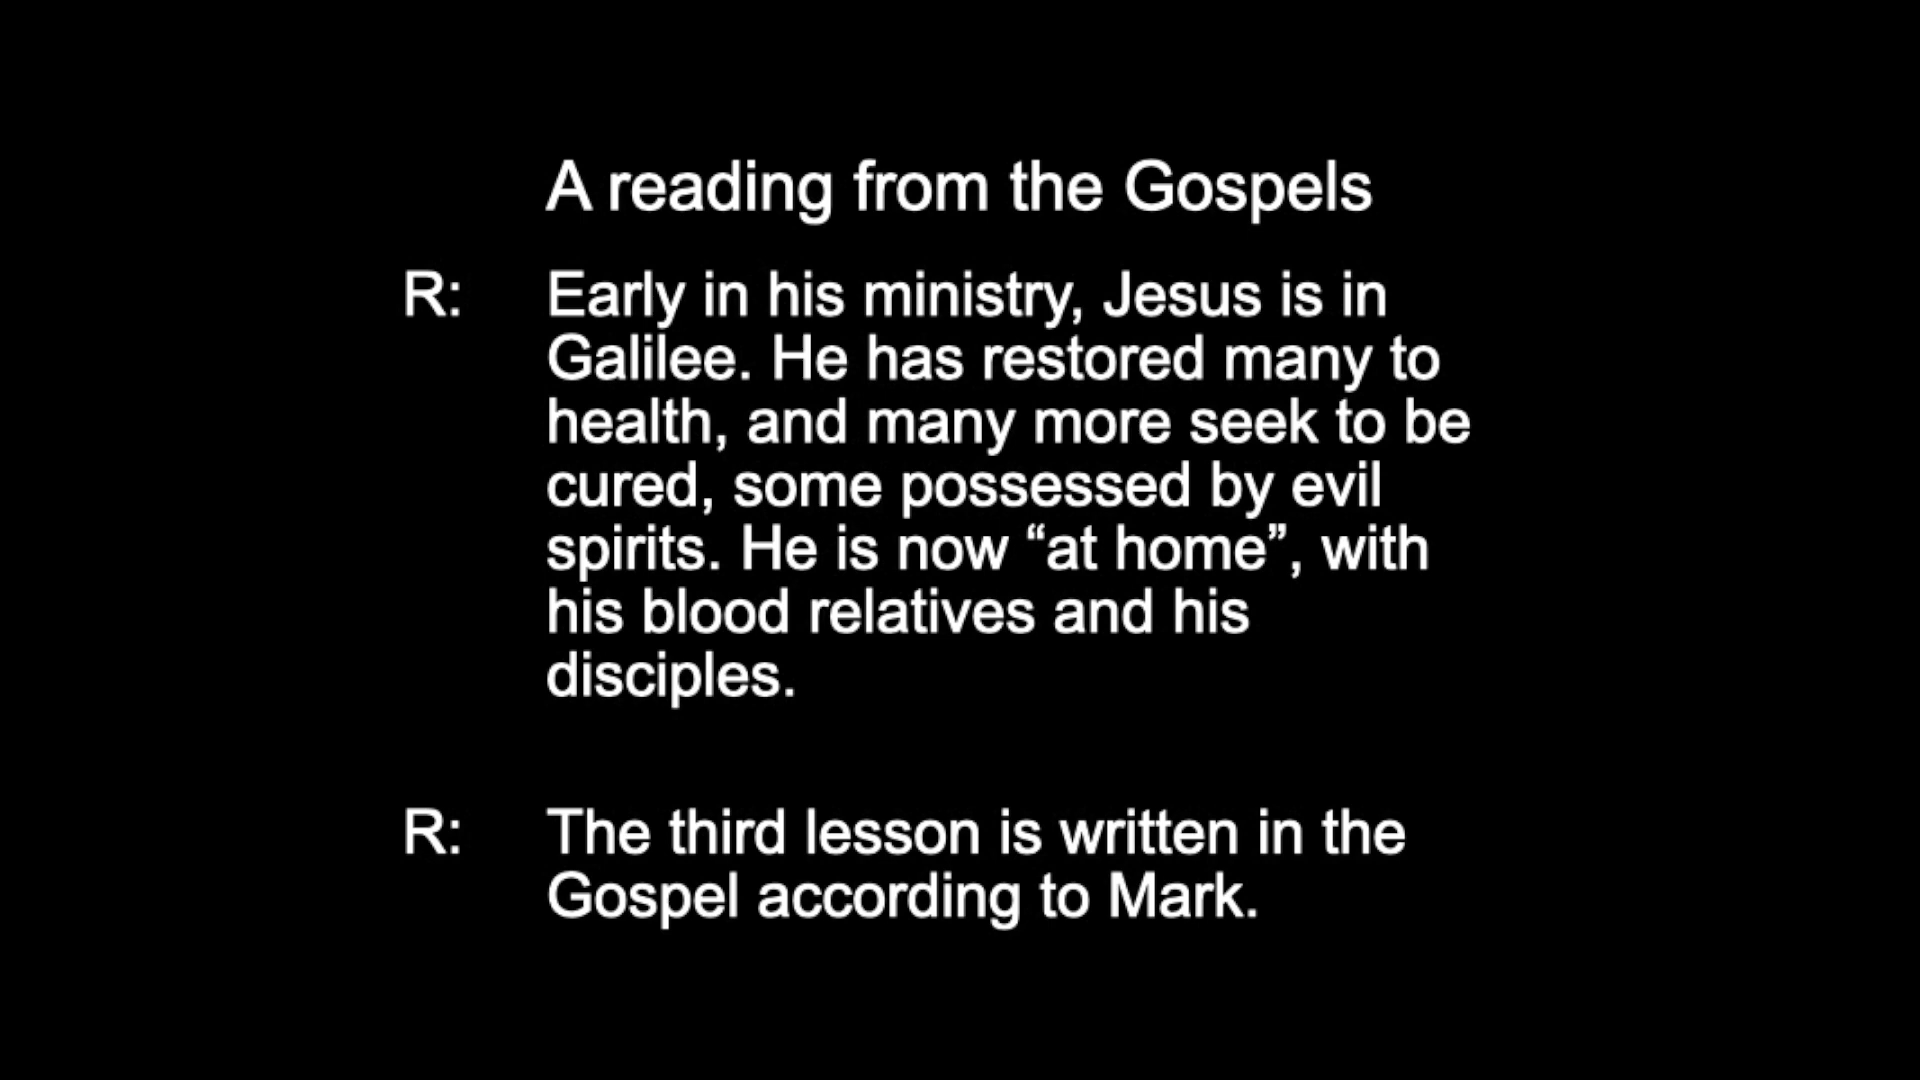 A reading from the Gospels
R: Early in his ministry, Jesus is in
Galilee. He has restored many to
health, and many more seek to be
cured, some possessed by evil
spirits. He is now “at home”, with
his blood relatives and his
disciples.
R: The third lesson is written in the
Gospel according to Mark.